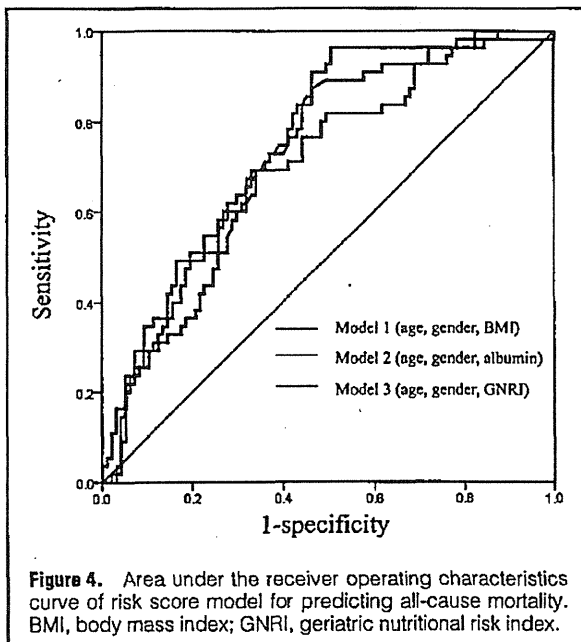 1.0
0.8
0.6
0.4
0.2
0.0
Sensitivity
Model 1 (age, gender, BMI)
Model 2 (age, gender, albumin)
Model 3 (age, gender, GNRI)
0.0 0.2 0.4 0.6 0.8 1.0
1-specificity
Figure 4. Area under the receiver operating characteristics
curve of risk score model for predicting all-cause mortality.
BMI, body mass index; GNRI, geriatric nutritional risk index.